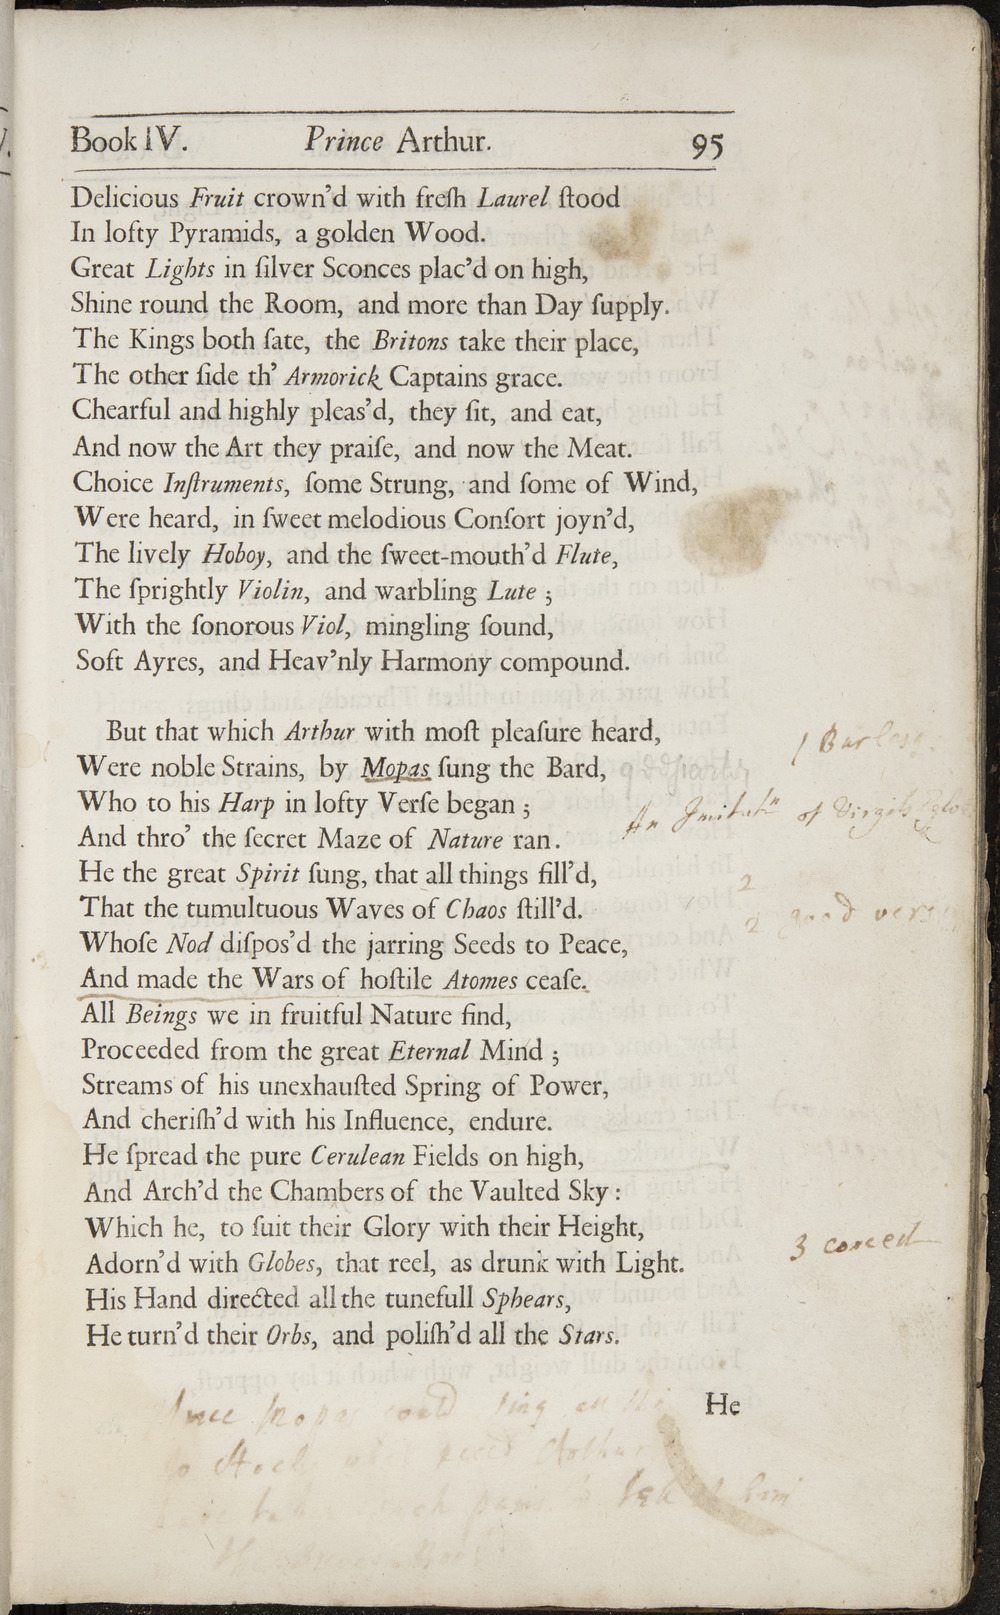 Book IV. Prince Arthur. 95
Delicious Fruit crown'd with freſh Laurel ſtood
In lofty Pyramids, a golden Wood.
Great Lights in ſilver Sconces plac'd on high,
Shine round the Room, and more than Day ſupply.
The Kings both ſate, the Britons take their place,
The other ſide th' Armorick Captains grace.
Chearful and highly pleas'd, they ſit, and eat,
And now the Art they praiſe, and now the Meat.
Choice Inſtruments, ſome Strung, and ſome of Wind,
Were heard, in ſweet melodious Conſort joyn'd,
The lively Hoboy, and the ſweet-mouth'd Flute,
The ſprightly Violin, and warbling Lute ;
With the ſonorous Viol, mingling ſound,
Soft Ayres, and Heav'nly Harmony compound.
But that which Arthur with moſt pleaſure heard,
1
Were noble Strains, by Mopas ſung the Bard,
Who to his Harp in lofty Verſe began ;
An Imitatn of Virgils
And thro' the ſecret Maze of Nature ran.
He the great Spirit ſung, that all things fill'd,
2
That the tumultuous Waves of Chaos ſtill'd.
2 good
Whoſe Nod diſpos'd the jarring Seeds to Peace,
And made the Wars of hoſtile Atomes ceaſe.
All Beings we in fruitful Nature find,
Proceeded from the great Eternal Mind ;
Streams of his unexhauſted Spring of Power,
And cheriſh'd with his Influence, endure.
He ſpread the pure Cerulean Fields on high,
And Arch'd the Chambers of the Vaulted Sky :
Which he, to ſuit their Glory with their Height,
3
Adorn'd with Globes, that reel, as drunk with Light.
His Hand directed all the tunefull Sphears,
He turn'd their Orbs, and poliſh'd all the Stars.
He